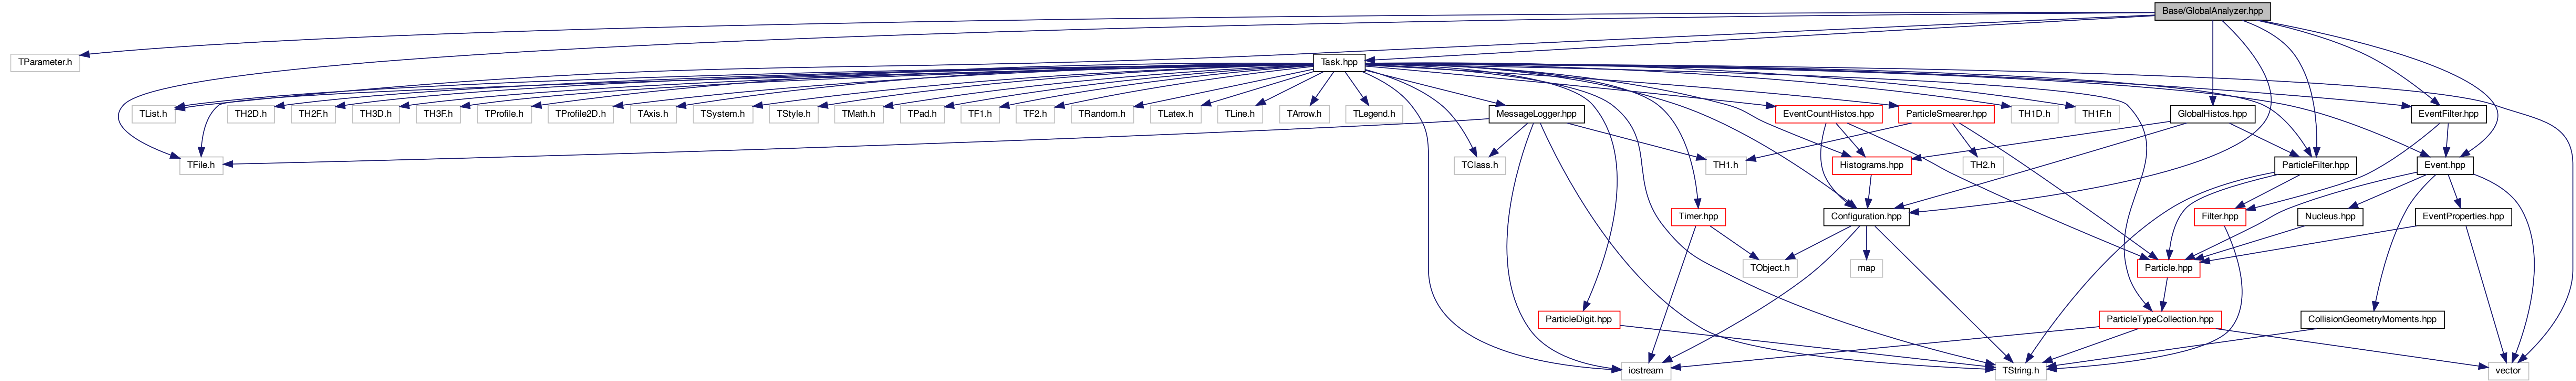 Base/GlobalAnalyzer.hpp
TParameter.h
Task.hpp
TList.h
TH2D.h
TH2F.h
TH3D.h
TH3F.h
TProfile.h
TProfile2D.h
TAxis.h
TSystem.h
TStyle.h
TMath.h
TPad.h
TF1.h
TF2.h
TRandom.h
TLatex.h
TLine.h
TArrow.h
TLegend.h
MessageLogger.hpp
EventCountHistos.hpp
ParticleSmearer.hpp
TH1D.h
TH1F.h
GlobalHistos.hpp
EventFilter.hpp
TFile.h
TClass.h
TH1.h
Histograms.hpp
TH2.h
ParticleFilter.hpp
Event.hpp
Timer.hpp
Configuration.hpp
Filter.hpp
Nucleus.hpp
EventProperties.hpp
TObject.h
map
Particle.hpp
ParticleDigit.hpp
ParticleTypeCollection.hpp
CollisionGeometryMoments.hpp
iostream
TString.h
vector